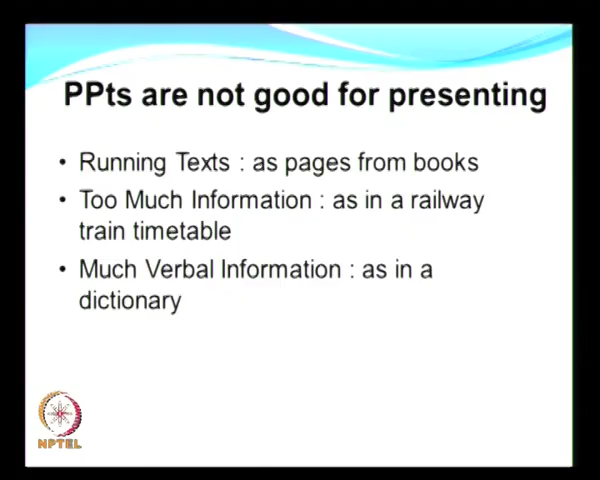 PPts are not good for presenting
• Running Texts : as pages from books
• Too Much Information : as in a railway
train timetable
• Much Verbal Information : as in a
dictionary
NPTEL